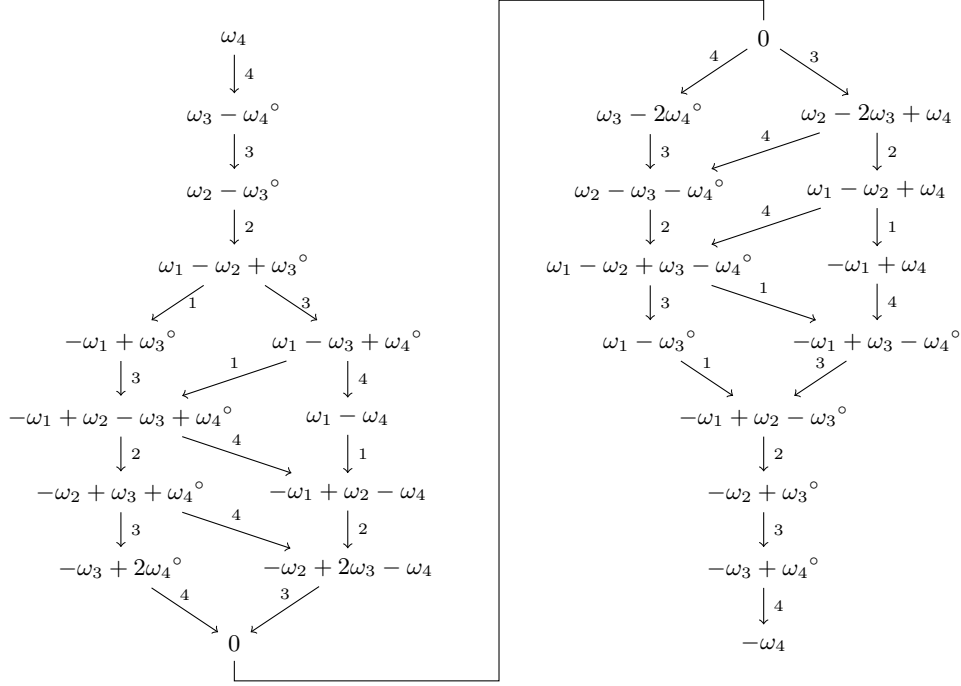 ω₄
4
ω₃ − ω₄°
3
ω₂ − ω₃°
2
ω₁ − ω₂ + ω₃°
1 3
−ω₁ + ω₃° ω₁ − ω₃ + ω₄°
3 1 4
−ω₁ + ω₂ − ω₃ + ω₄° ω₁ − ω₄
2 4 1
−ω₂ + ω₃ + ω₄° −ω₁ + ω₂ − ω₄
3 4 2
−ω₃ + 2ω₄° −ω₂ + 2ω₃ − ω₄
4 3
0
0
4 3
ω₃ − 2ω₄° ω₂ − 2ω₃ + ω₄
3 4 2
ω₂ − ω₃ − ω₄° ω₁ − ω₂ + ω₄
2 4 1
ω₁ − ω₂ + ω₃ − ω₄° −ω₁ + ω₄
3 1 4
ω₁ − ω₃° −ω₁ + ω₃ − ω₄°
1 3
−ω₁ + ω₂ − ω₃°
2
−ω₂ + ω₃°
3
−ω₃ + ω₄°
4
−ω₄